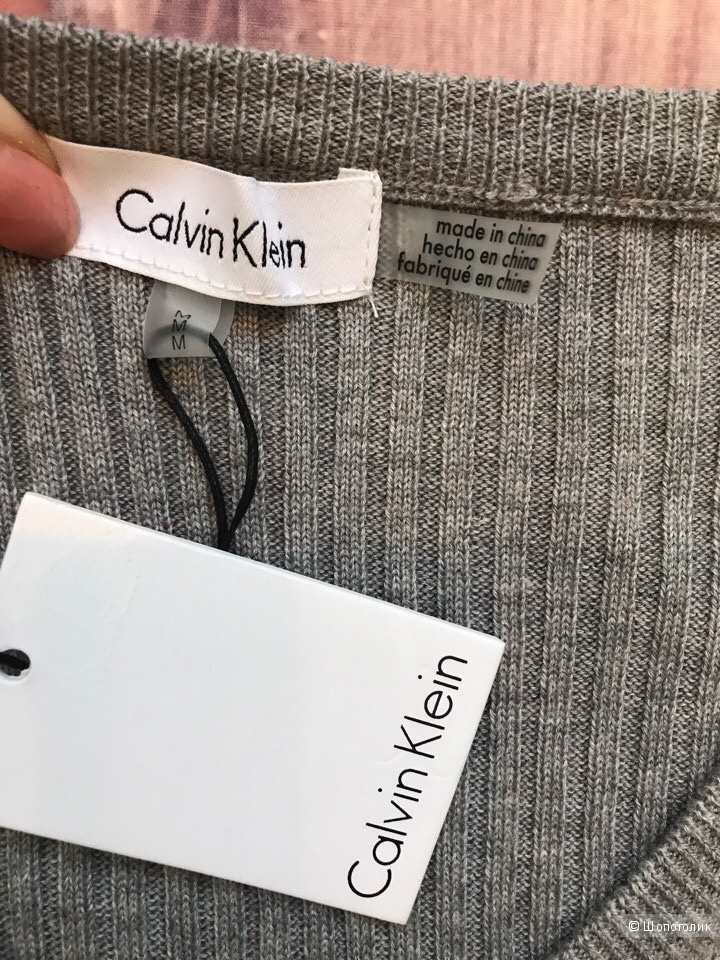 Calvin Klein
made in china
hecho en china
fabriqué en chine
M
M
Calvin Klein
© Шопоголик